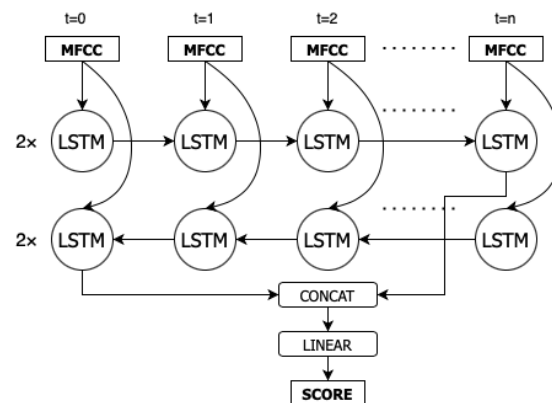 t=0 t=1 t=2 t=n
MFCC MFCC MFCC MFCC
2× LSTM LSTM LSTM LSTM
2× LSTM LSTM LSTM LSTM
CONCAT
LINEAR
SCORE